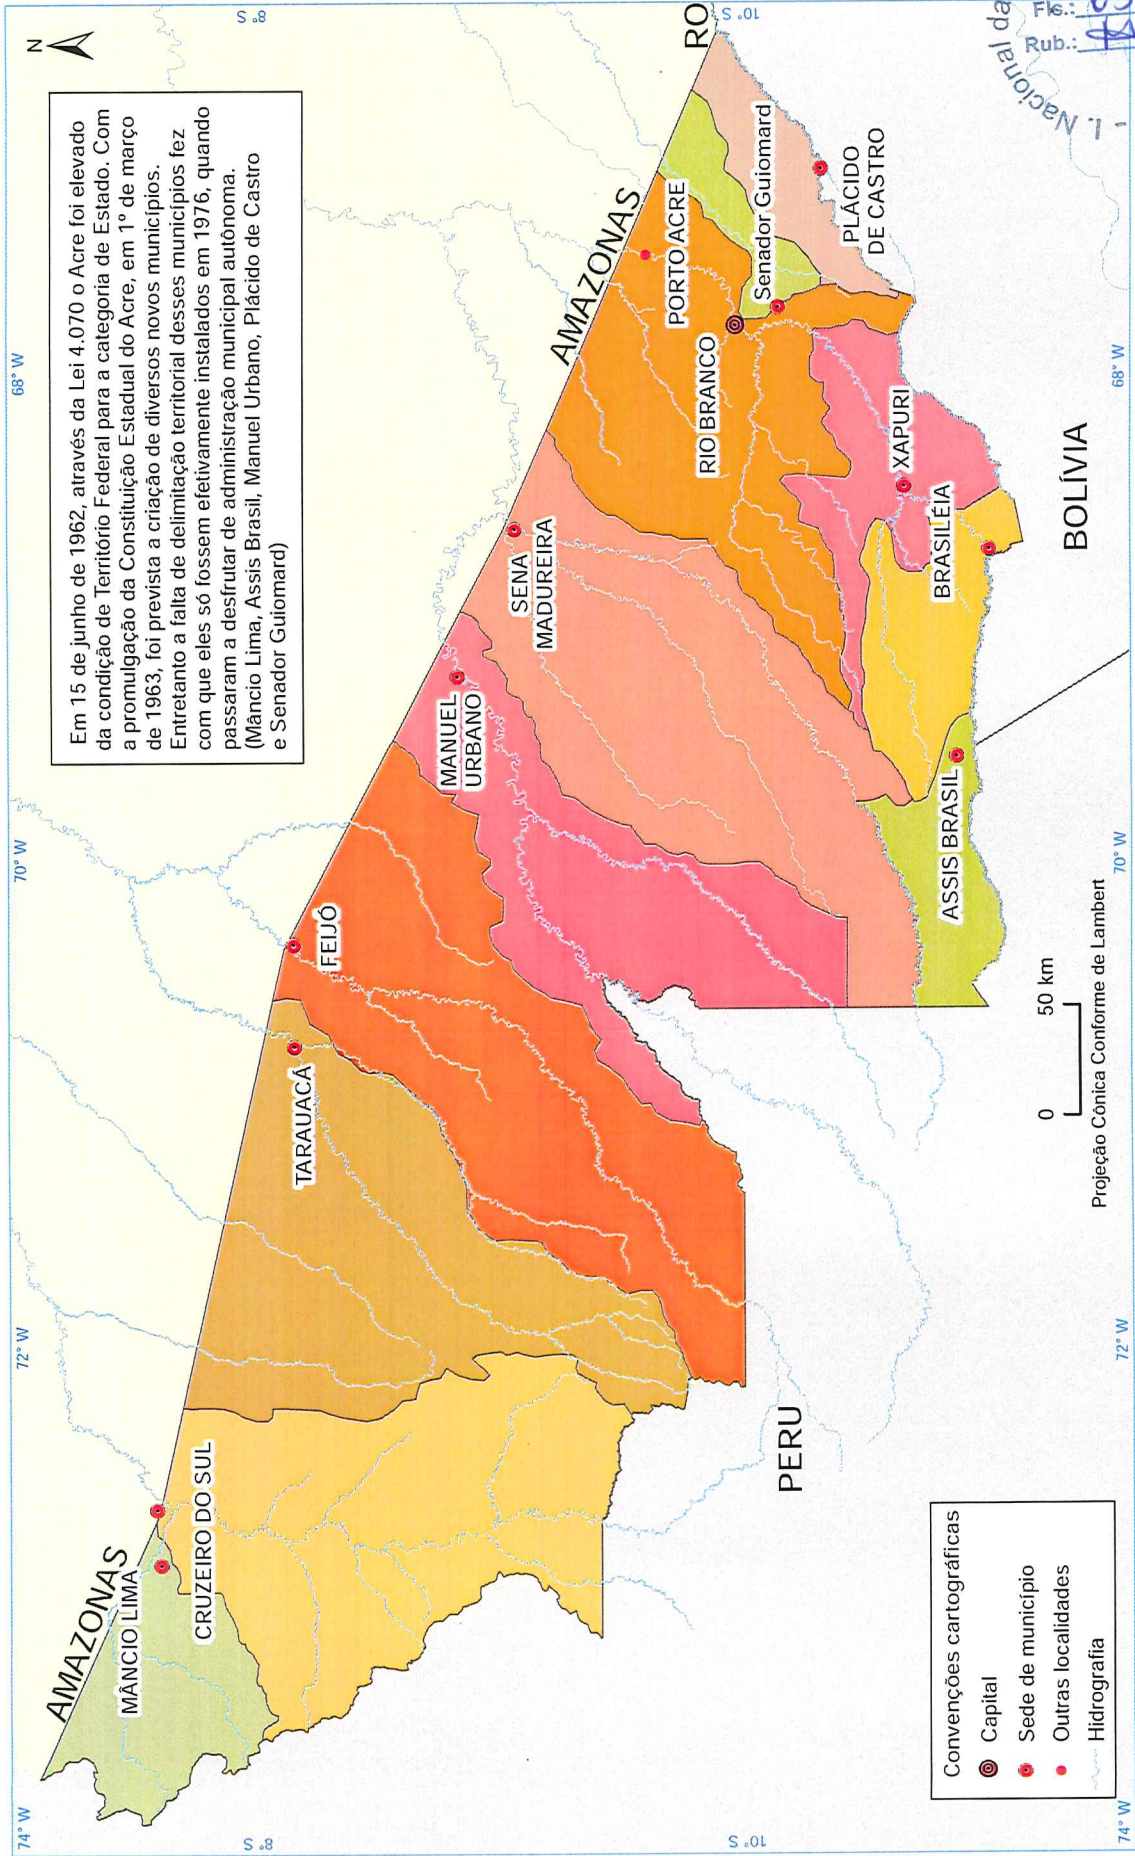 74° W
72° W
70° W
68° W
8° S
8° S
10° S
10° S
74° W
72° W
70° W
68° W
N
Em 15 de junho de 1962, através da Lei 4.070 o Acre foi elevado
da condição de Território Federal para a categoria de Estado. Com
a promulgação da Constituição Estadual do Acre, em 1º de março
de 1963, foi prevista a criação de diversos novos municípios.
Entretanto a falta de delimitação territorial desses municípios fez
com que eles só fossem efetivamente instalados em 1976, quando
passaram a desfrutar de administração municipal autônoma.
(Mâncio Lima, Assis Brasil, Manuel Urbano, Plácido de Castro
e Senador Guiomard)
AMAZONAS
MÂNCIO LIMA
CRUZEIRO DO SUL
TARAUACÁ
FEIJÓ
MANUEL
URBANO
SENA
MADUREIRA
AMAZONAS
PORTO ACRE
RIO BRANCO
Senador Guiomard
RO
PLÁCIDO
DE CASTRO
XAPURI
BRASILÉIA
ASSIS BRASIL
BOLÍVIA
PERU
Convenções cartográficas
Capital
Sede de município
Outras localidades
Hidrografia
0 50 km
Projeção Cônica Conforme de Lambert
I. Nacional da
Fls.:
Rub.: